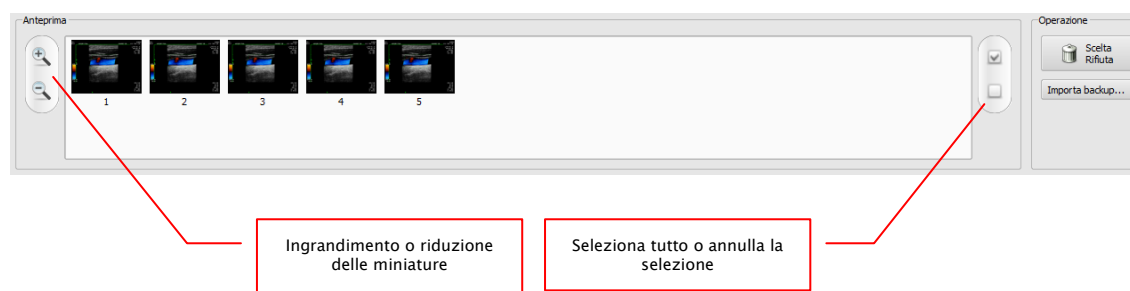 Anteprima
Operazione
Scelta
Rifiuta
Importa backup...
1
2
3
4
5
Ingrandimento o riduzione
delle miniature
Seleziona tutto o annulla la
selezione